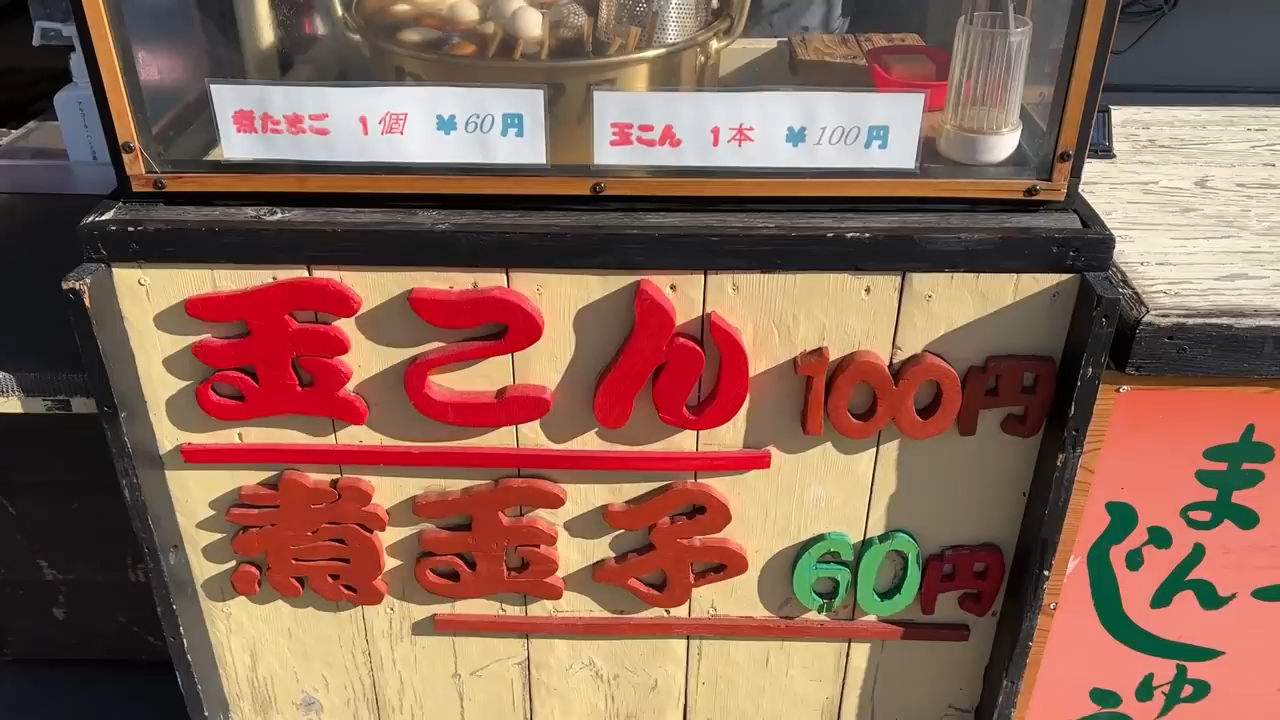 煮たまご 1個 ¥60円
玉こん 1本 ¥100円
玉こん 100円
煮玉子 60円
まんじゅう